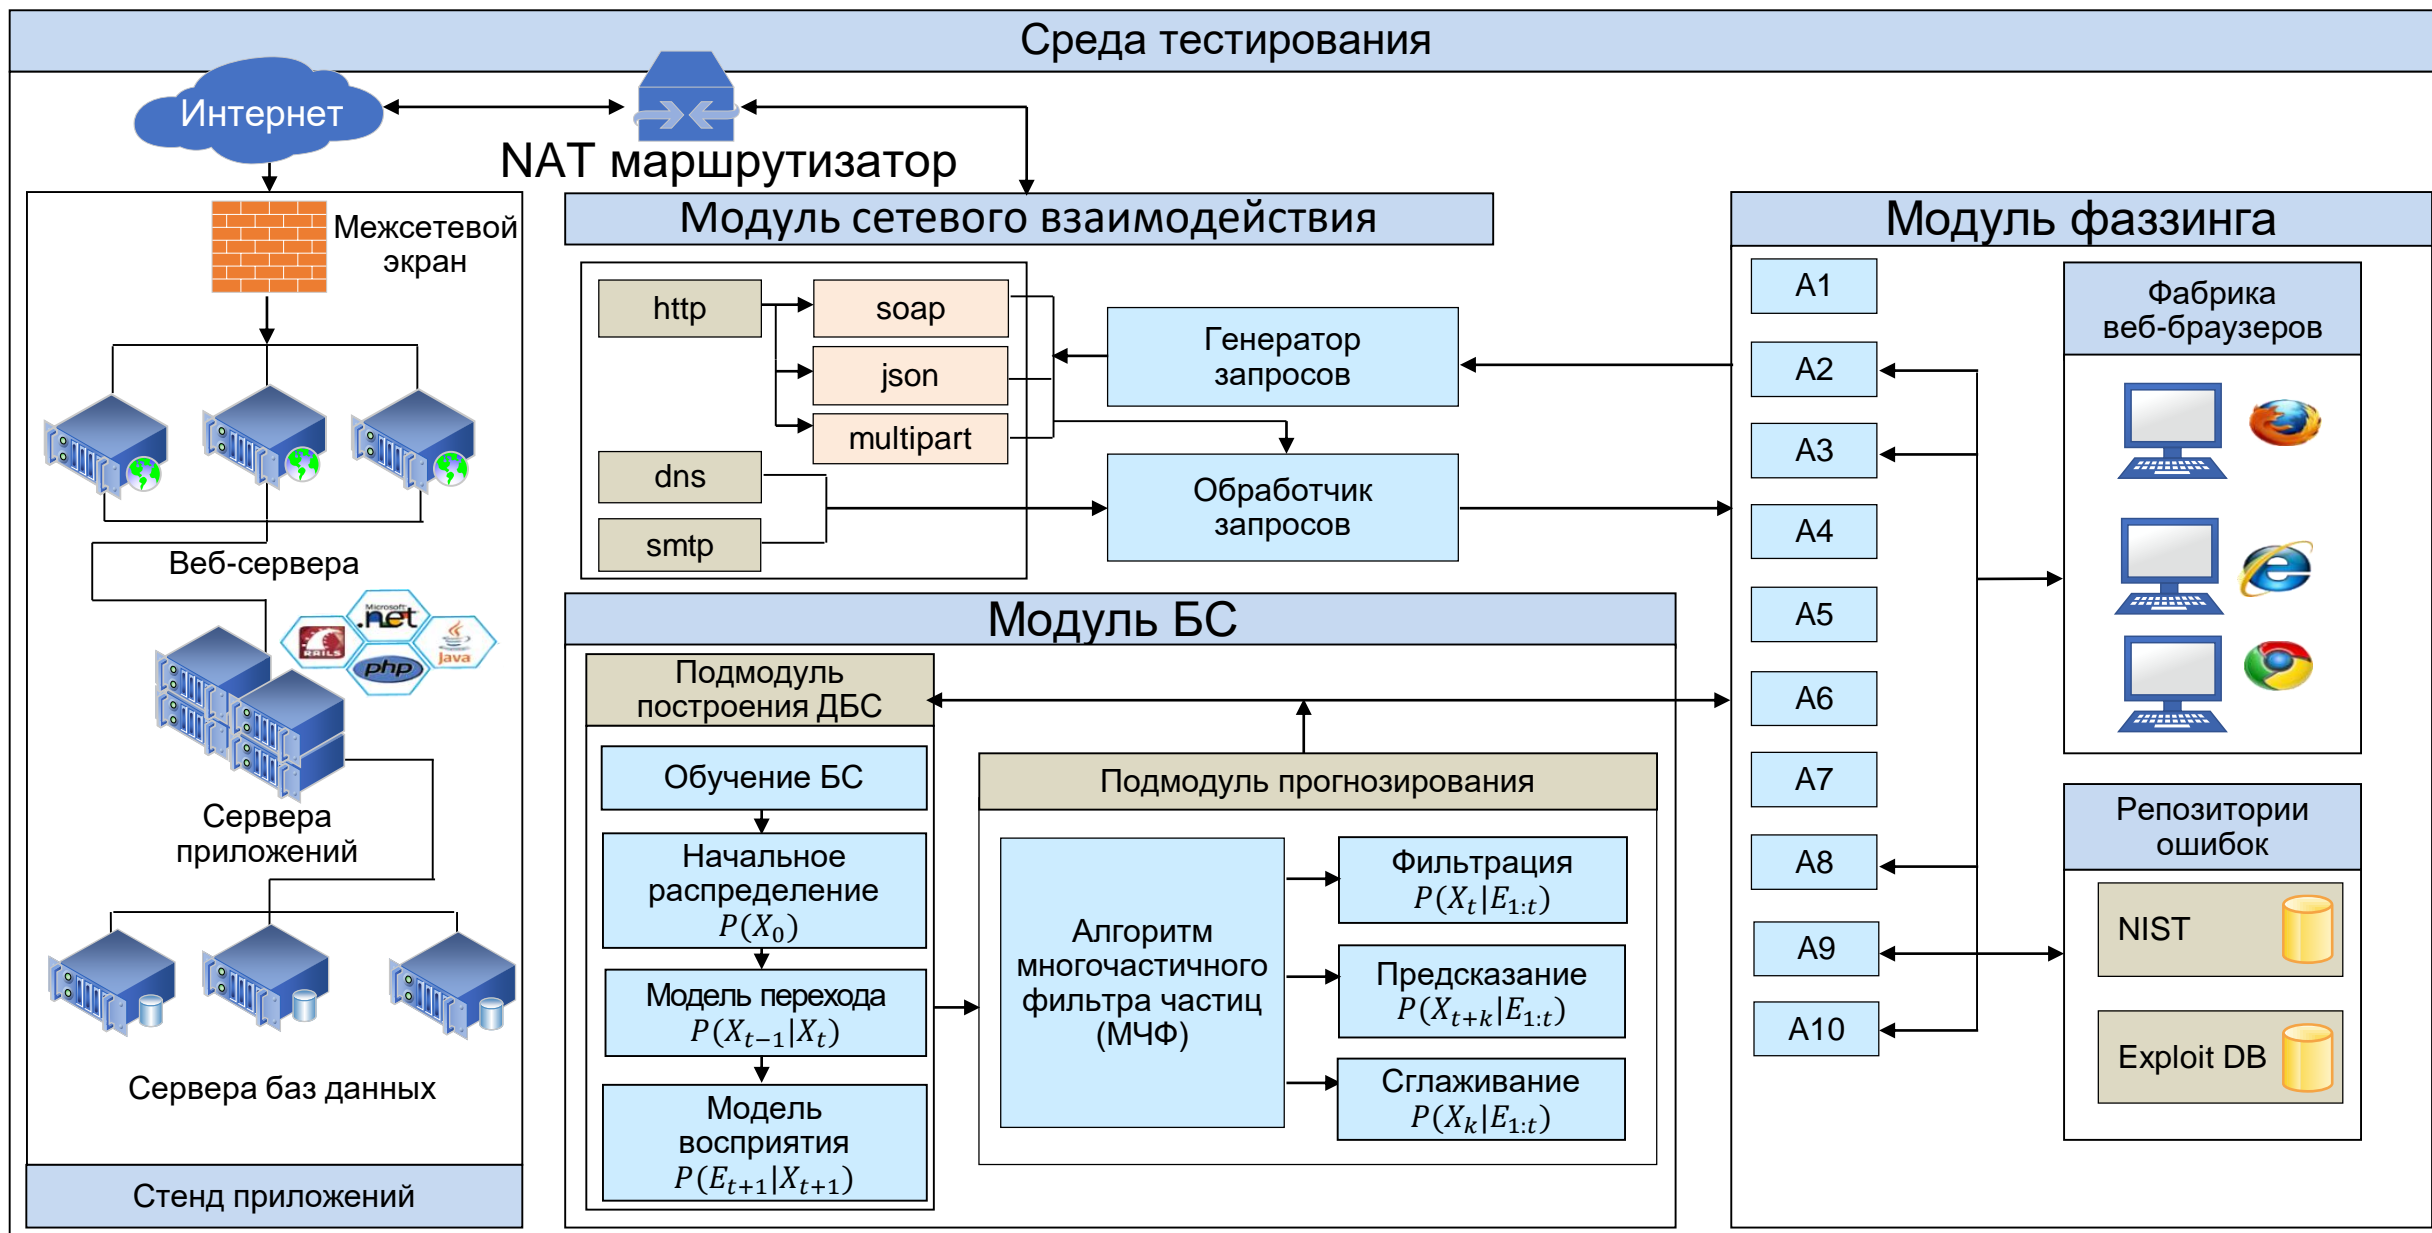 Среда тестирования
Интернет
NAT маршрутизатор
Межсетевой
экран
Веб-сервера
Microsoft
.net
RAILS
php
Java
Сервера
приложений
Сервера баз данных
Стенд приложений
Модуль сетевого взаимодействия
http
soap
json
multipart
dns
smtp
Генератор
запросов
Обработчик
запросов
Модуль БС
Подмодуль
построения ДБС
Обучение БС
Начальное
распределение
P(X₀)
Модель перехода
P(Xₜ₋₁|Xₜ)
Модель
восприятия
P(Eₜ₊₁|Xₜ₊₁)
Подмодуль прогнозирования
Алгоритм
многочастичного
фильтра частиц
(МЧФ)
Фильтрация
P(Xₜ|E₁:ₜ)
Предсказание
P(Xₜ₊ₖ|E₁:ₜ)
Сглаживание
P(Xₖ|E₁:ₜ)
Модуль фаззинга
A1
A2
A3
A4
A5
A6
A7
A8
A9
A10
Фабрика
веб-браузеров
Репозитории
ошибок
NIST
Exploit DB